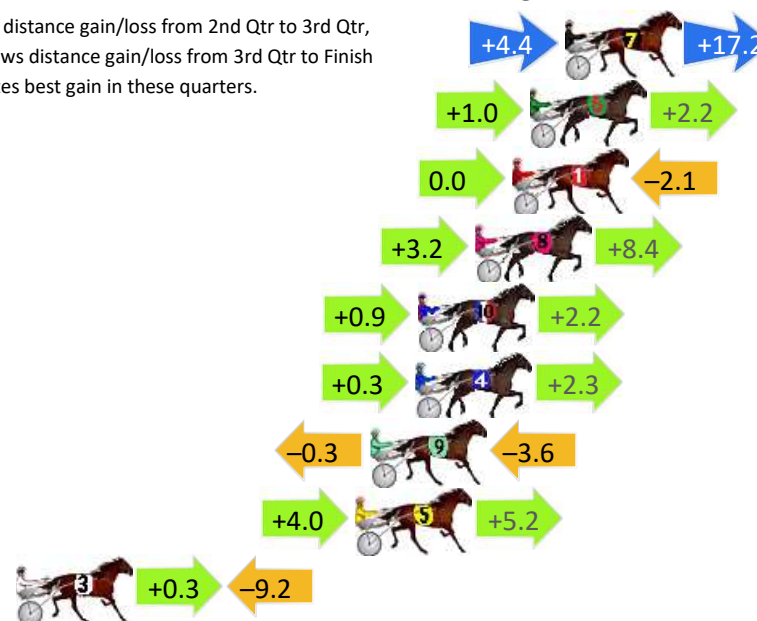 distance gain/loss from 2nd Qtr to 3rd Qtr,
ws distance gain/loss from 3rd Qtr to Finish
es best gain in these quarters.
+4.4 7 +17.2
+1.0 6 +2.2
0.0 1 –2.1
+3.2 8 +8.4
+0.9 10 +2.2
+0.3 4 +2.3
–0.3 9 –3.6
+4.0 5 +5.2
3 +0.3 –9.2